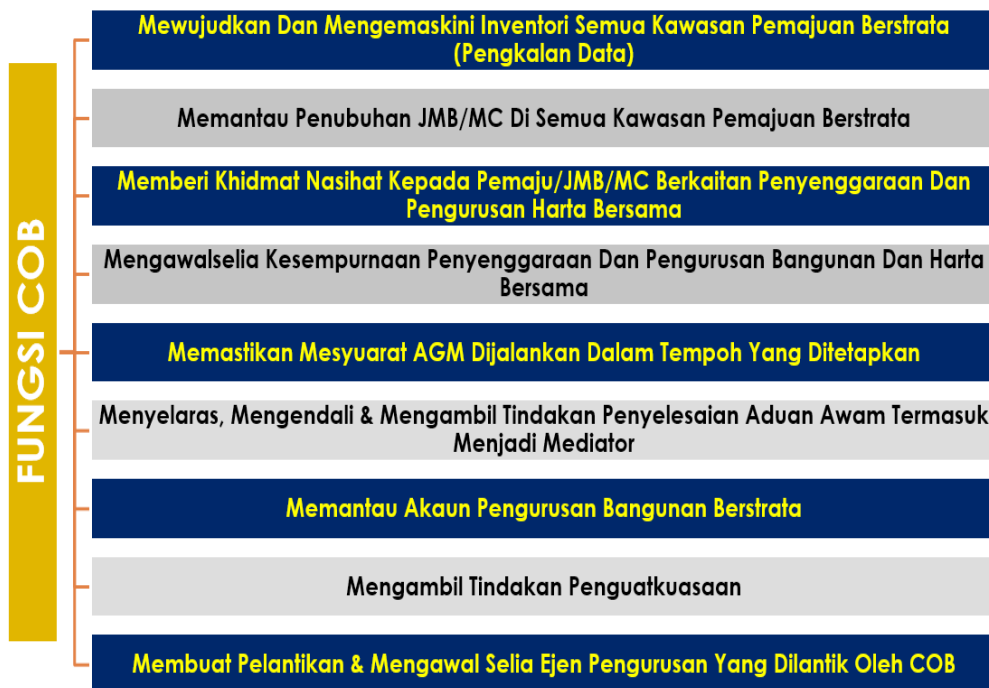 FUNGSI COB
Mewujudkan Dan Mengemaskini Inventori Semua Kawasan Pemajuan Berstrata
(Pengkalan Data)
Memantau Penubuhan JMB/MC Di Semua Kawasan Pemajuan Berstrata
Memberi Khidmat Nasihat Kepada Pemaju/JMB/MC Berkaitan Penyenggaraan Dan
Pengurusan Harta Bersama
Mengawalselia Kesempurnaan Penyenggaraan Dan Pengurusan Bangunan Dan Harta
Bersama
Memastikan Mesyuarat AGM Dijalankan Dalam Tempoh Yang Ditetapkan
Menyelaras, Mengendali & Mengambil Tindakan Penyelesaian Aduan Awam Termasuk
Menjadi Mediator
Memantau Akaun Pengurusan Bangunan Berstrata
Mengambil Tindakan Penguatkuasaan
Membuat Pelantikan & Mengawal Selia Ejen Pengurusan Yang Dilantik Oleh COB